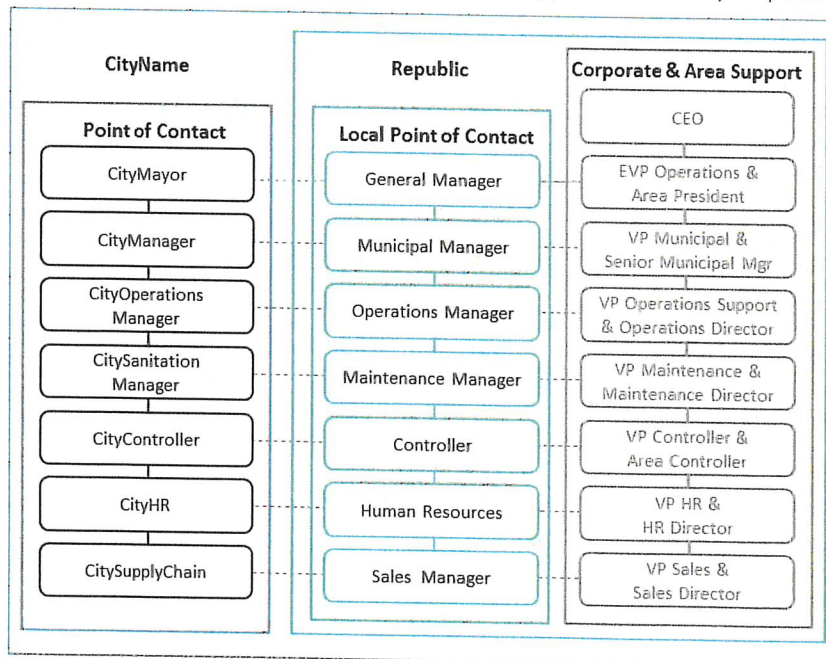 CityName
Point of Contact
CityMayor
CityManager
CityOperations
Manager
CitySanitation
Manager
CityController
CityHR
CitySupplyChain
Republic
Local Point of Contact
General Manager
Municipal Manager
Operations Manager
Maintenance Manager
Controller
Human Resources
Sales Manager
Corporate & Area Support
CEO
EVP Operations &
Area President
VP Municipal &
Senior Municipal Mgr
VP Operations Support
& Operations Director
VP Maintenance &
Maintenance Director
VP Controller &
Area Controller
VP HR &
HR Director
VP Sales &
Sales Director